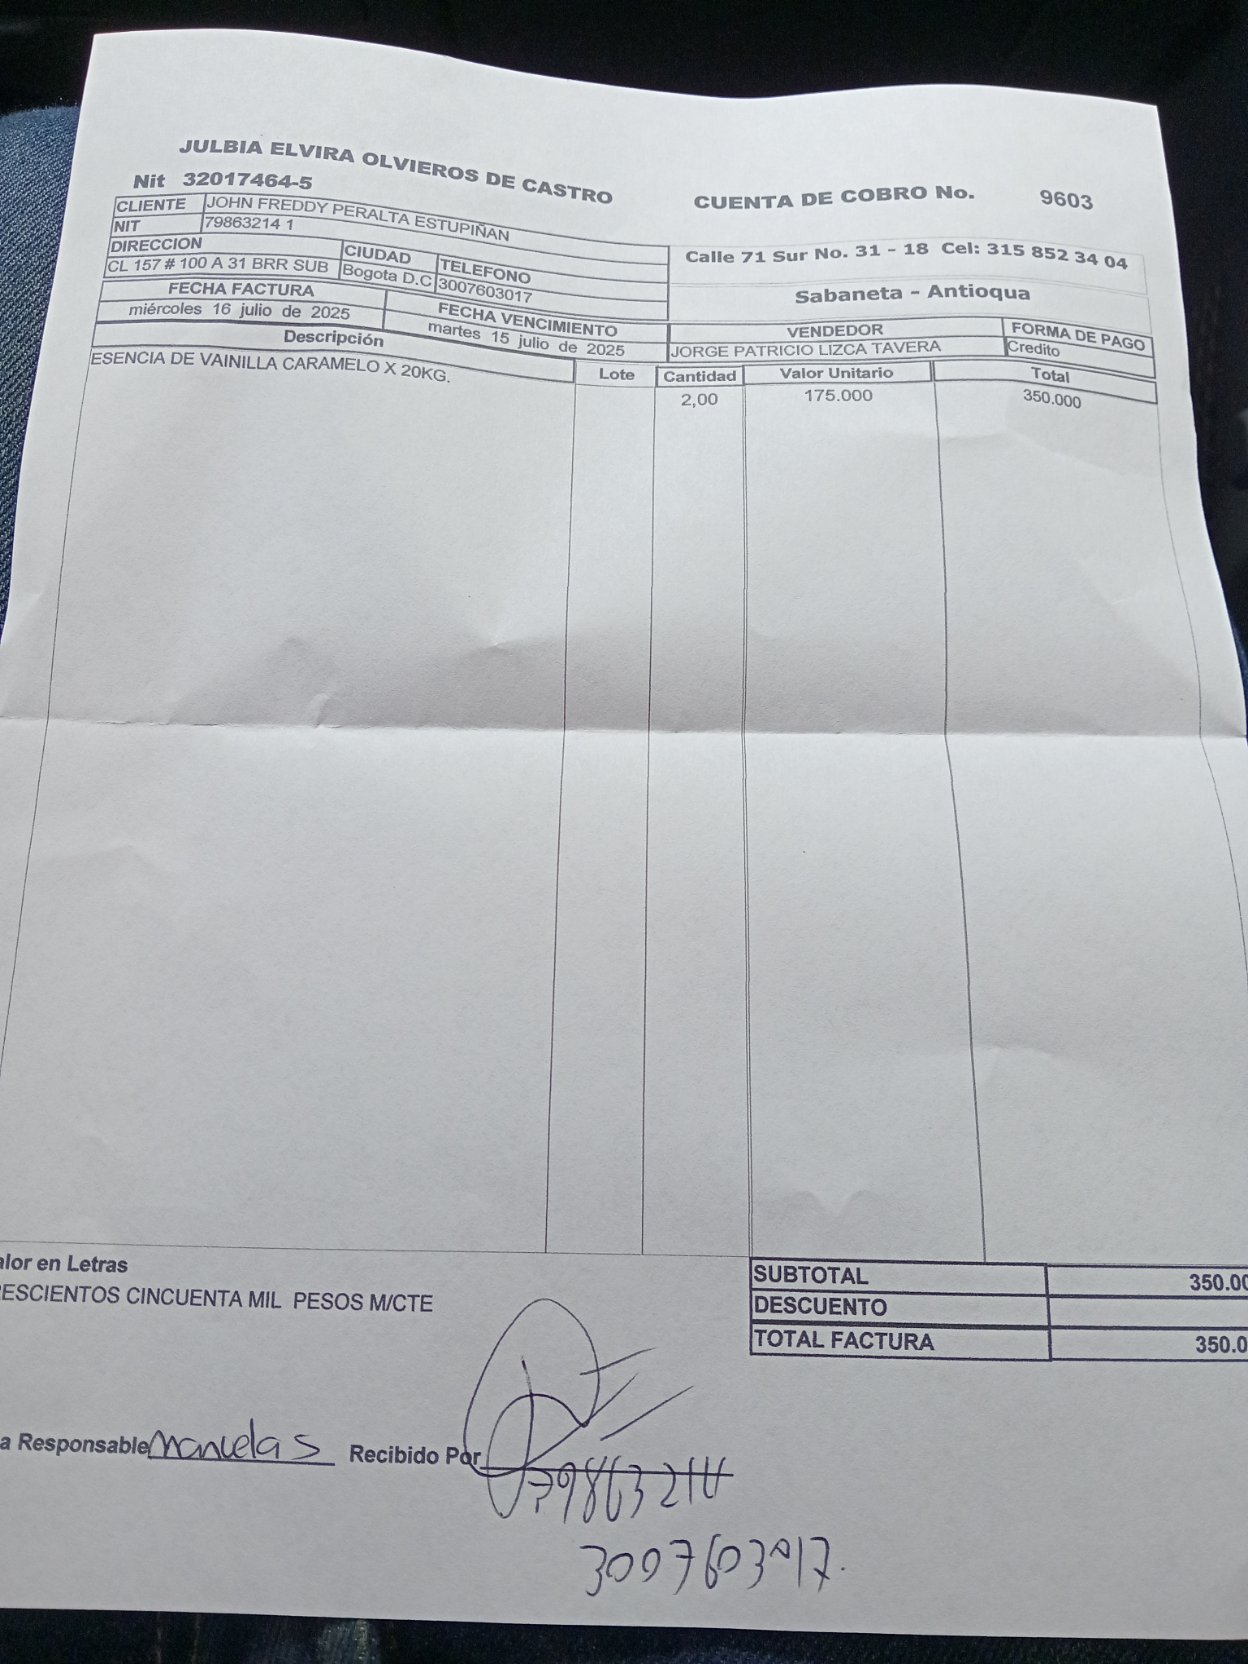 JULBIA ELVIRA OLVIEROS DE CASTRO
Nit 32017464-5
CUENTA DE COBRO No. 9603
CLIENTE JOHN FREDDY PERALTA ESTUPIÑAN
NIT 79863214 1
Calle 71 Sur No. 31 - 18 Cel: 315 852 34 04
Sabaneta - Antioqua
DIRECCION CIUDAD TELEFONO
CL 157 # 100 A 31 BRR SUB Bogota D.C 3007603017
FECHA FACTURA FECHA VENCIMIENTO VENDEDOR FORMA DE PAGO
miércoles 16 julio de 2025 martes 15 julio de 2025 JORGE PATRICIO LIZCA TAVERA Credito
Descripción Lote Cantidad Valor Unitario Total
ESENCIA DE VAINILLA CARAMELO X 20KG. 2,00 175.000 350.000
alor en Letras
ESCIENTOS CINCUENTA MIL PESOS M/CTE
SUBTOTAL 350.00
DESCUENTO
TOTAL FACTURA 350.0
a Responsable Manuela S Recibido Por
79863214
3007603017.